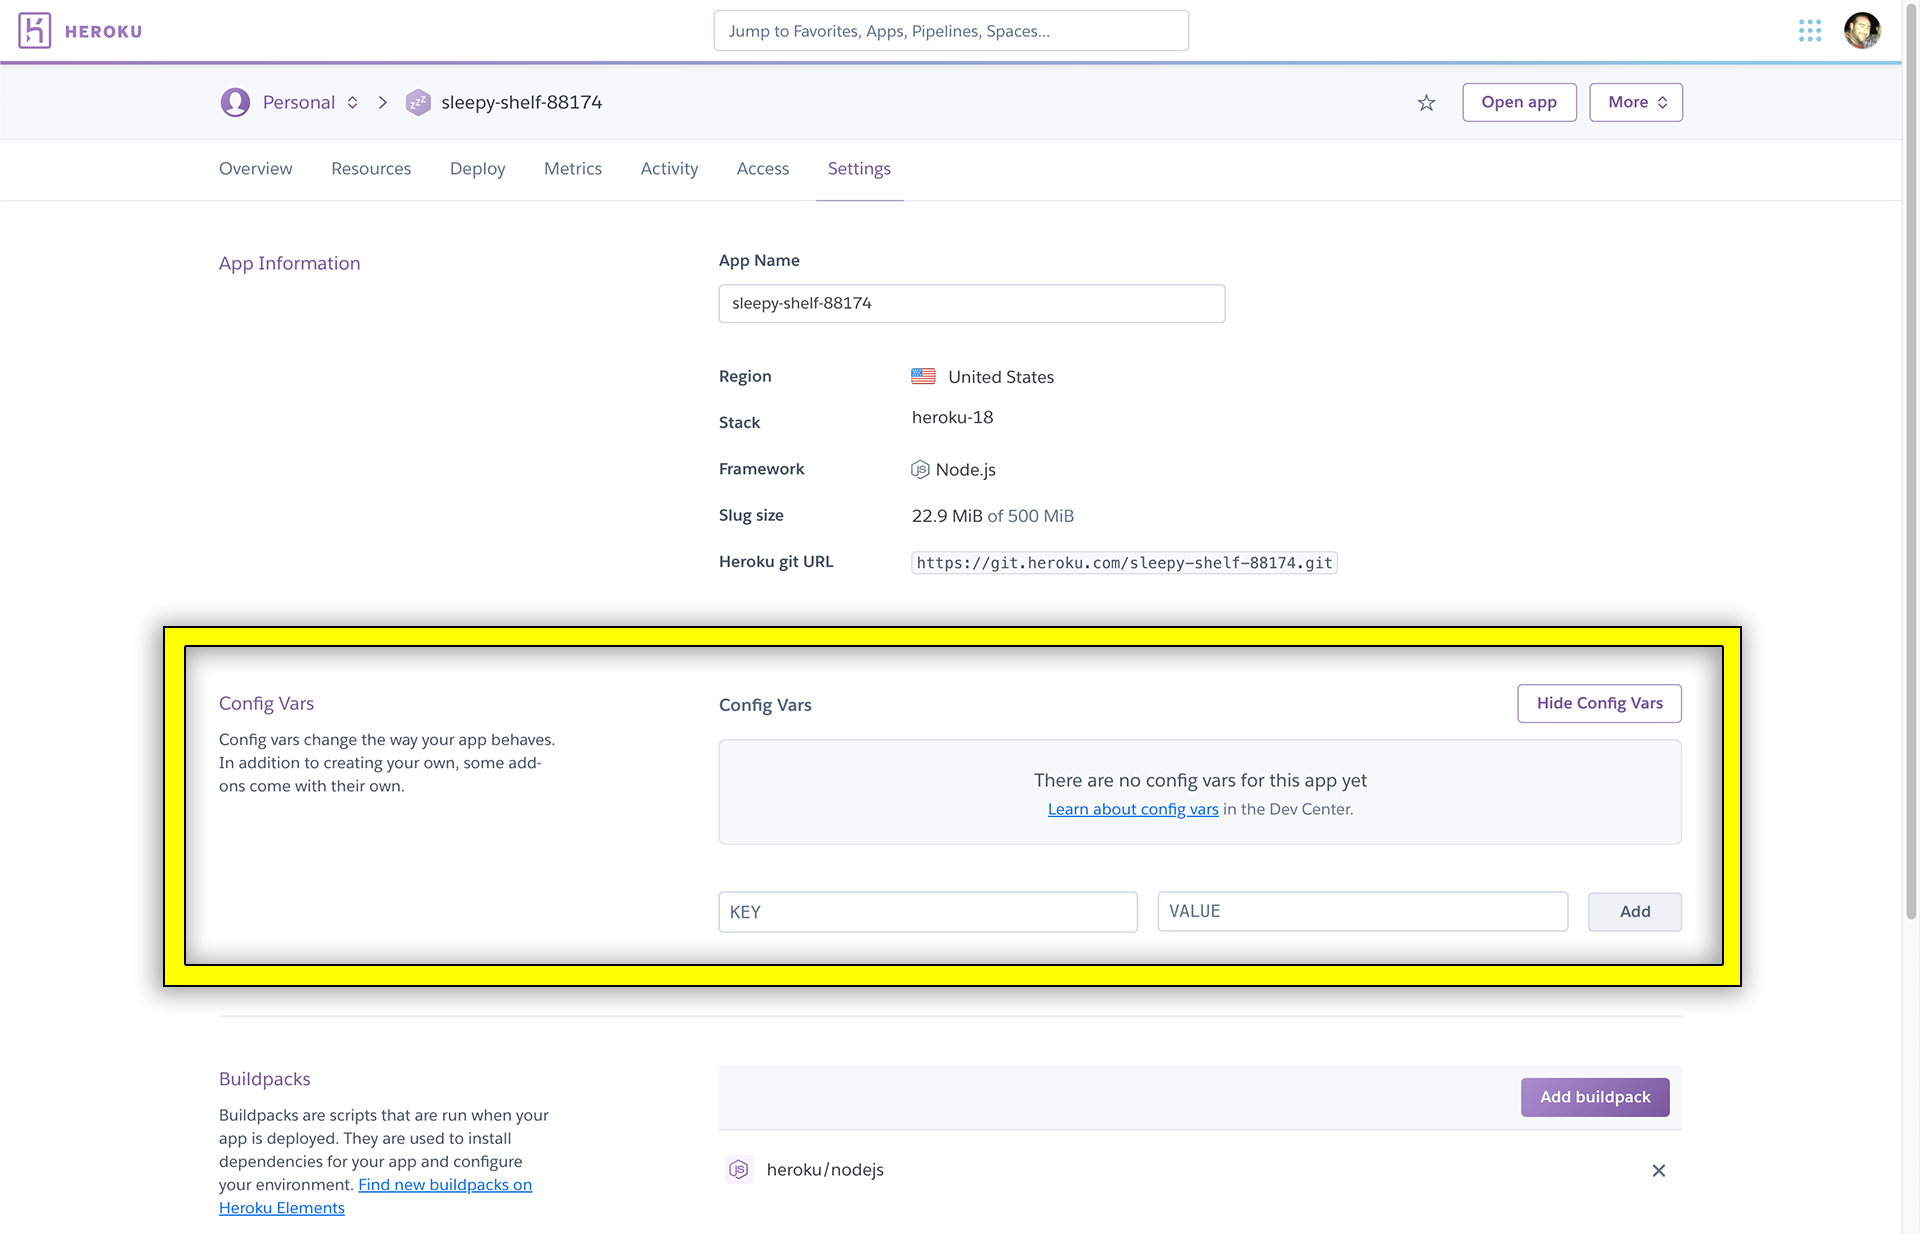 HEROKU
Jump to Favorites, Apps, Pipelines, Spaces...
Personal
zzz
sleepy-shelf-88174
Open app
More
Overview
Resources
Deploy
Metrics
Activity
Access
Settings
App Information
App Name
sleepy-shelf-88174
Region
United States
Stack
heroku-18
Framework
JS
Node.js
Slug size
22.9 MiB of 500 MiB
Heroku git URL
https://git.heroku.com/sleepy-shelf-88174.git
Config Vars
Config vars change the way your app behaves.
In addition to creating your own, some add-
ons come with their own.
Config Vars
Hide Config Vars
There are no config vars for this app yet
Learn about config vars in the Dev Center.
KEY
VALUE
Add
Buildpacks
Buildpacks are scripts that are run when your
app is deployed. They are used to install
dependencies for your app and configure
your environment. Find new buildpacks on
Heroku Elements
Add buildpack
JS
heroku/nodejs